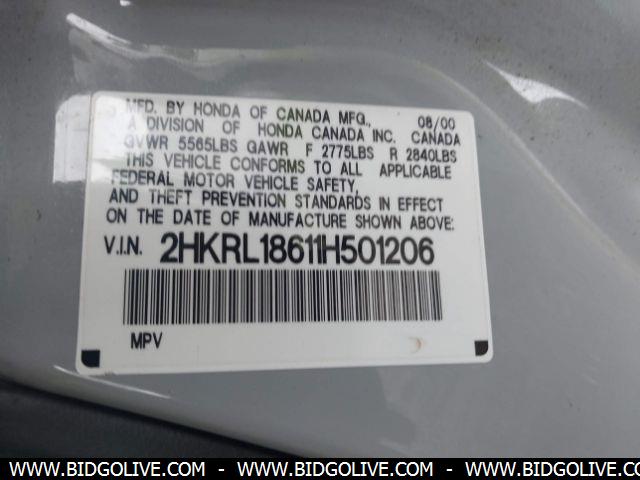 MFD. BY HONDA OF CANADA MFG., 08/00
A DIVISION OF HONDA CANADA INC. CANADA
GVWR 5565LBS GAWR F 2775LBS R 2840LBS
THIS VEHICLE CONFORMS TO ALL APPLICABLE
FEDERAL MOTOR VEHICLE SAFETY,
AND THEFT PREVENTION STANDARDS IN EFFECT
ON THE DATE OF MANUFACTURE SHOWN ABOVE:
V.I.N. 2HKRL18611H501206
MPV
WWW.BIDGOLIVE.COM - WWW.BIDGOLIVE.COM - WWW.BIDGOLIVE.COM